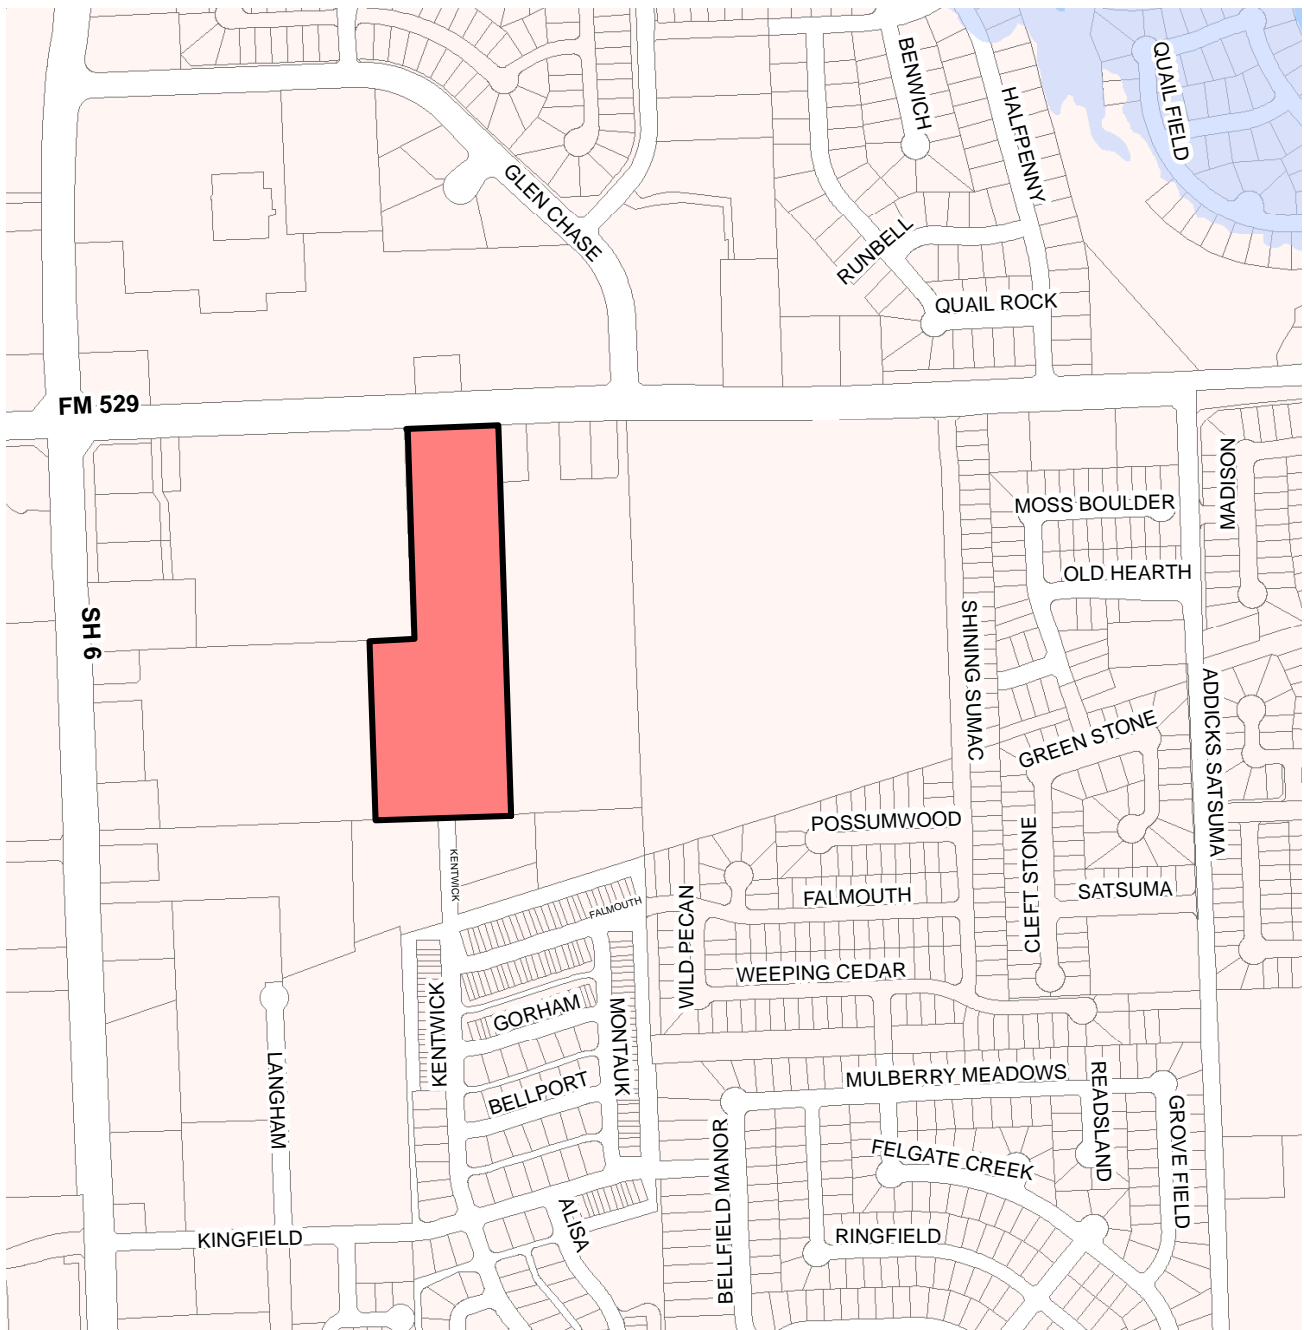 BENWICH
QUAIL FIELD
HALFPENNY
GLEN CHASE
RUNBELL
QUAIL ROCK
FM 529
MADISON
MOSS BOULDER
OLD HEARTH
SH 6
SHINING SUMAC
ADDICKS SATSUMA
GREEN STONE
POSSUMWOOD
CLEFT STONE
KENTWICK
SATSUMA
FALMOUTH
FALMOUTH
WILD PECAN
WEEPING CEDAR
KENTWICK
GORHAM
MONTAUK
LANGHAM
BELLPORT
MULBERRY MEADOWS
READSLAND
GROVE FIELD
BELLFIELD MANOR
FELGATE CREEK
ALISA
KINGFIELD
RINGFIELD